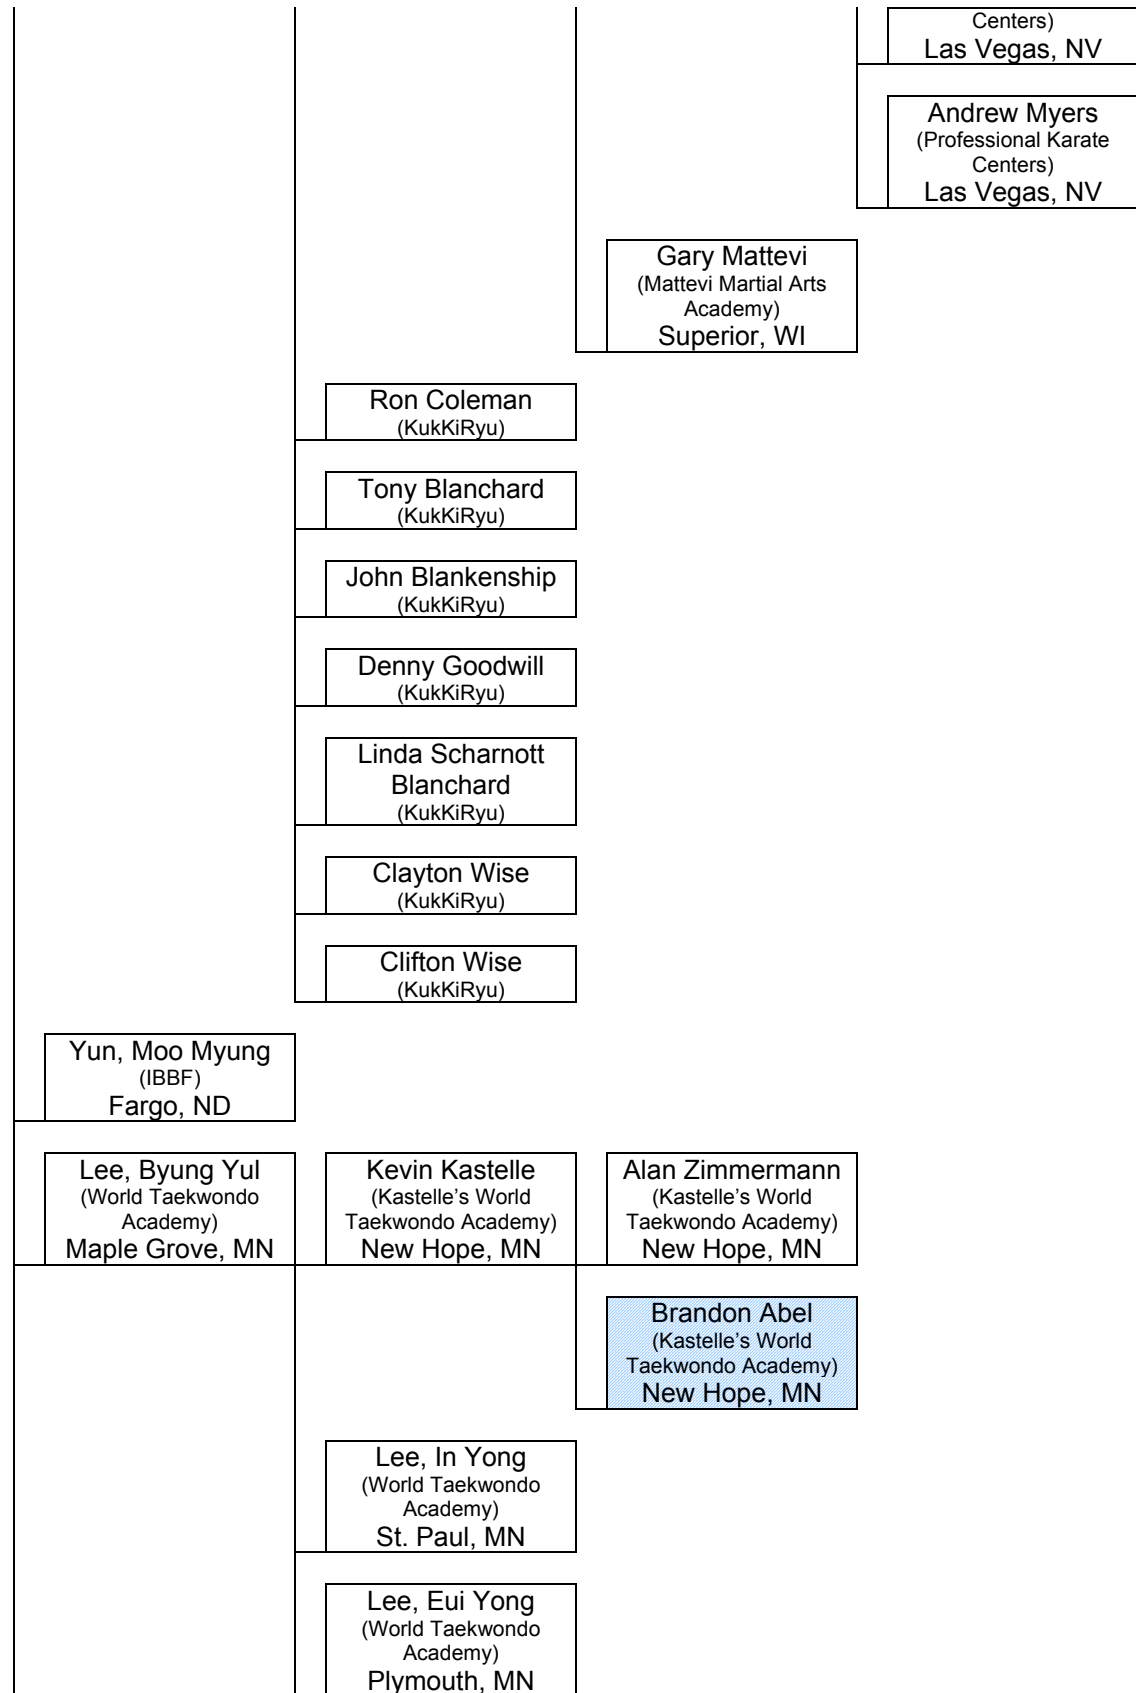 Centers)
Las Vegas, NV
Andrew Myers
(Professional Karate
Centers)
Las Vegas, NV
Gary Mattevi
(Mattevi Martial Arts
Academy)
Superior, WI
Ron Coleman
(KukKiRyu)
Tony Blanchard
(KukKiRyu)
John Blankenship
(KukKiRyu)
Denny Goodwill
(KukKiRyu)
Linda Scharnott
Blanchard
(KukKiRyu)
Clayton Wise
(KukKiRyu)
Clifton Wise
(KukKiRyu)
Yun, Moo Myung
(IBBF)
Fargo, ND
Lee, Byung Yul
(World Taekwondo
Academy)
Maple Grove, MN
Kevin Kastelle
(Kastelle's World
Taekwondo Academy)
New Hope, MN
Alan Zimmermann
(Kastelle's World
Taekwondo Academy)
New Hope, MN
Brandon Abel
(Kastelle's World
Taekwondo Academy)
New Hope, MN
Lee, In Yong
(World Taekwondo
Academy)
St. Paul, MN
Lee, Eui Yong
(World Taekwondo
Academy)
Plymouth, MN